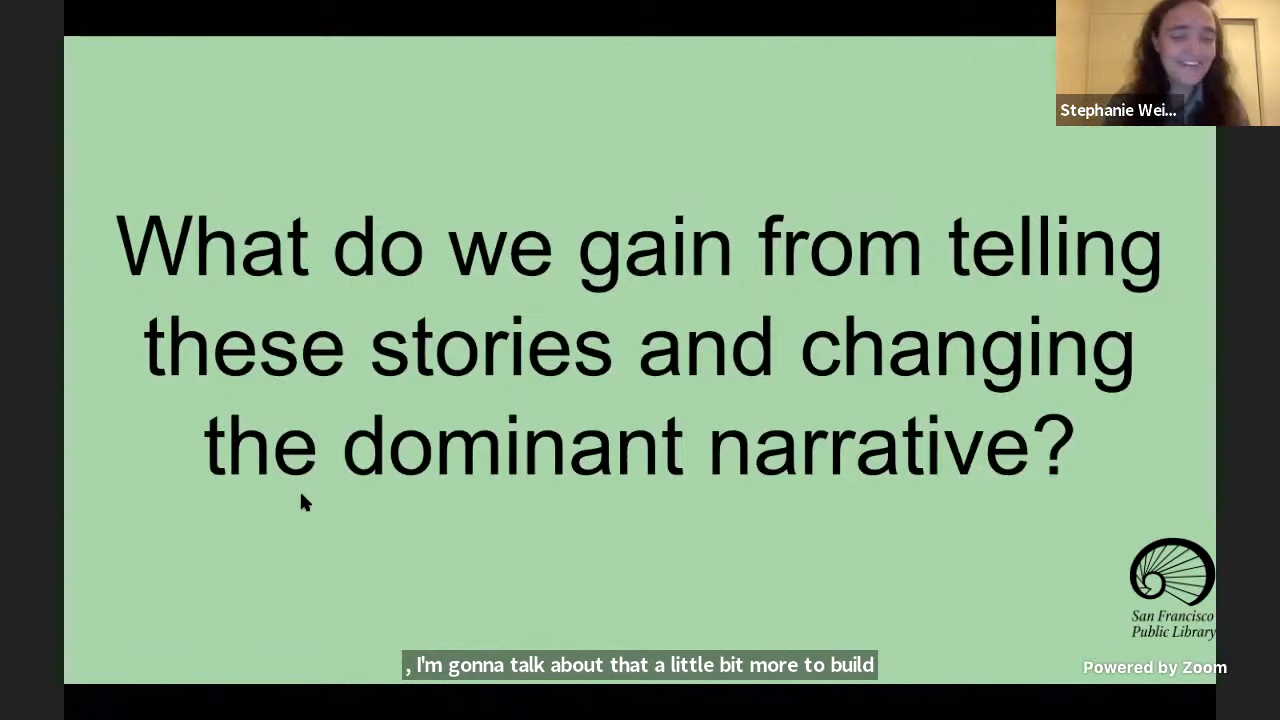 Stephanie Wei...
What do we gain from telling
these stories and changing
the dominant narrative?
San Francisco
Public Library
, I'm gonna talk about that a little bit more to build
Powered by Zoom